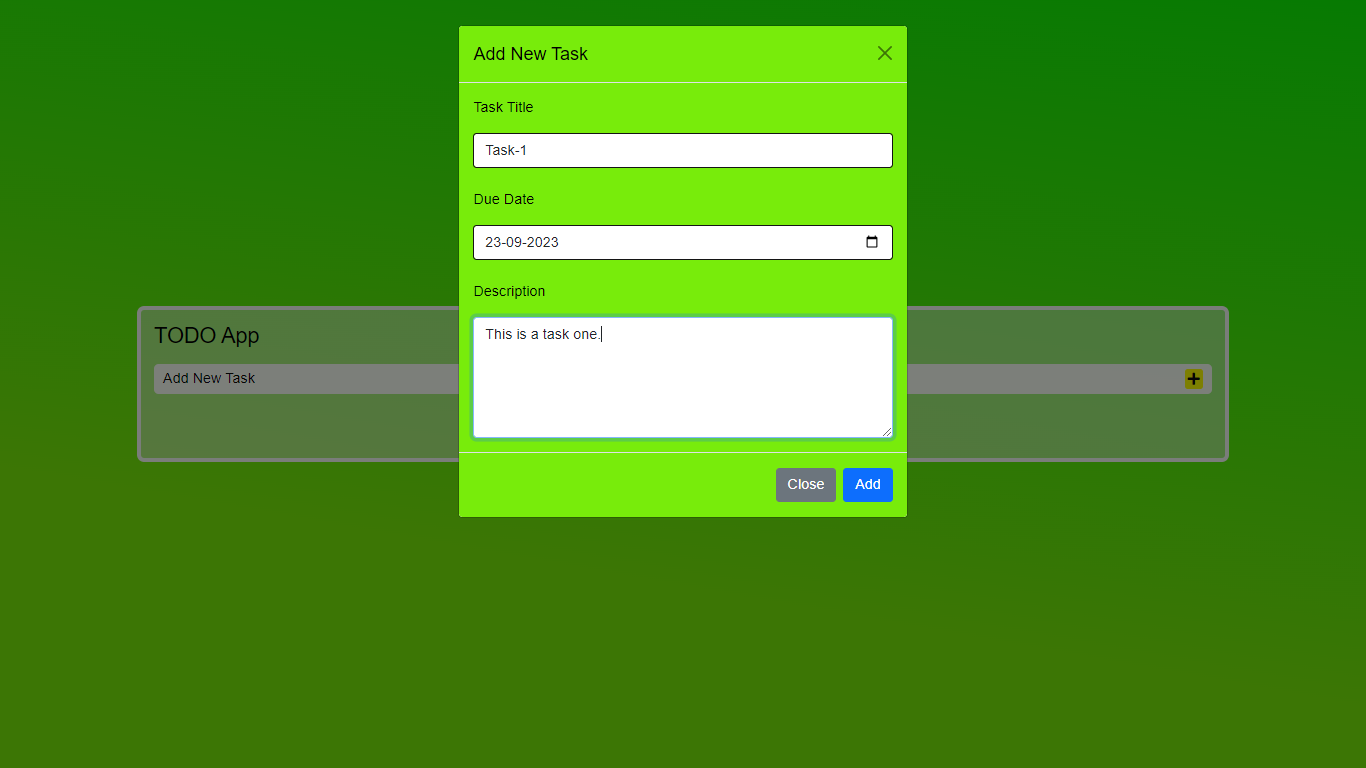 Add New Task
Task Title
Task-1
Due Date
23-09-2023
Description
This is a task one.
Close Add
TODO App
Add New Task